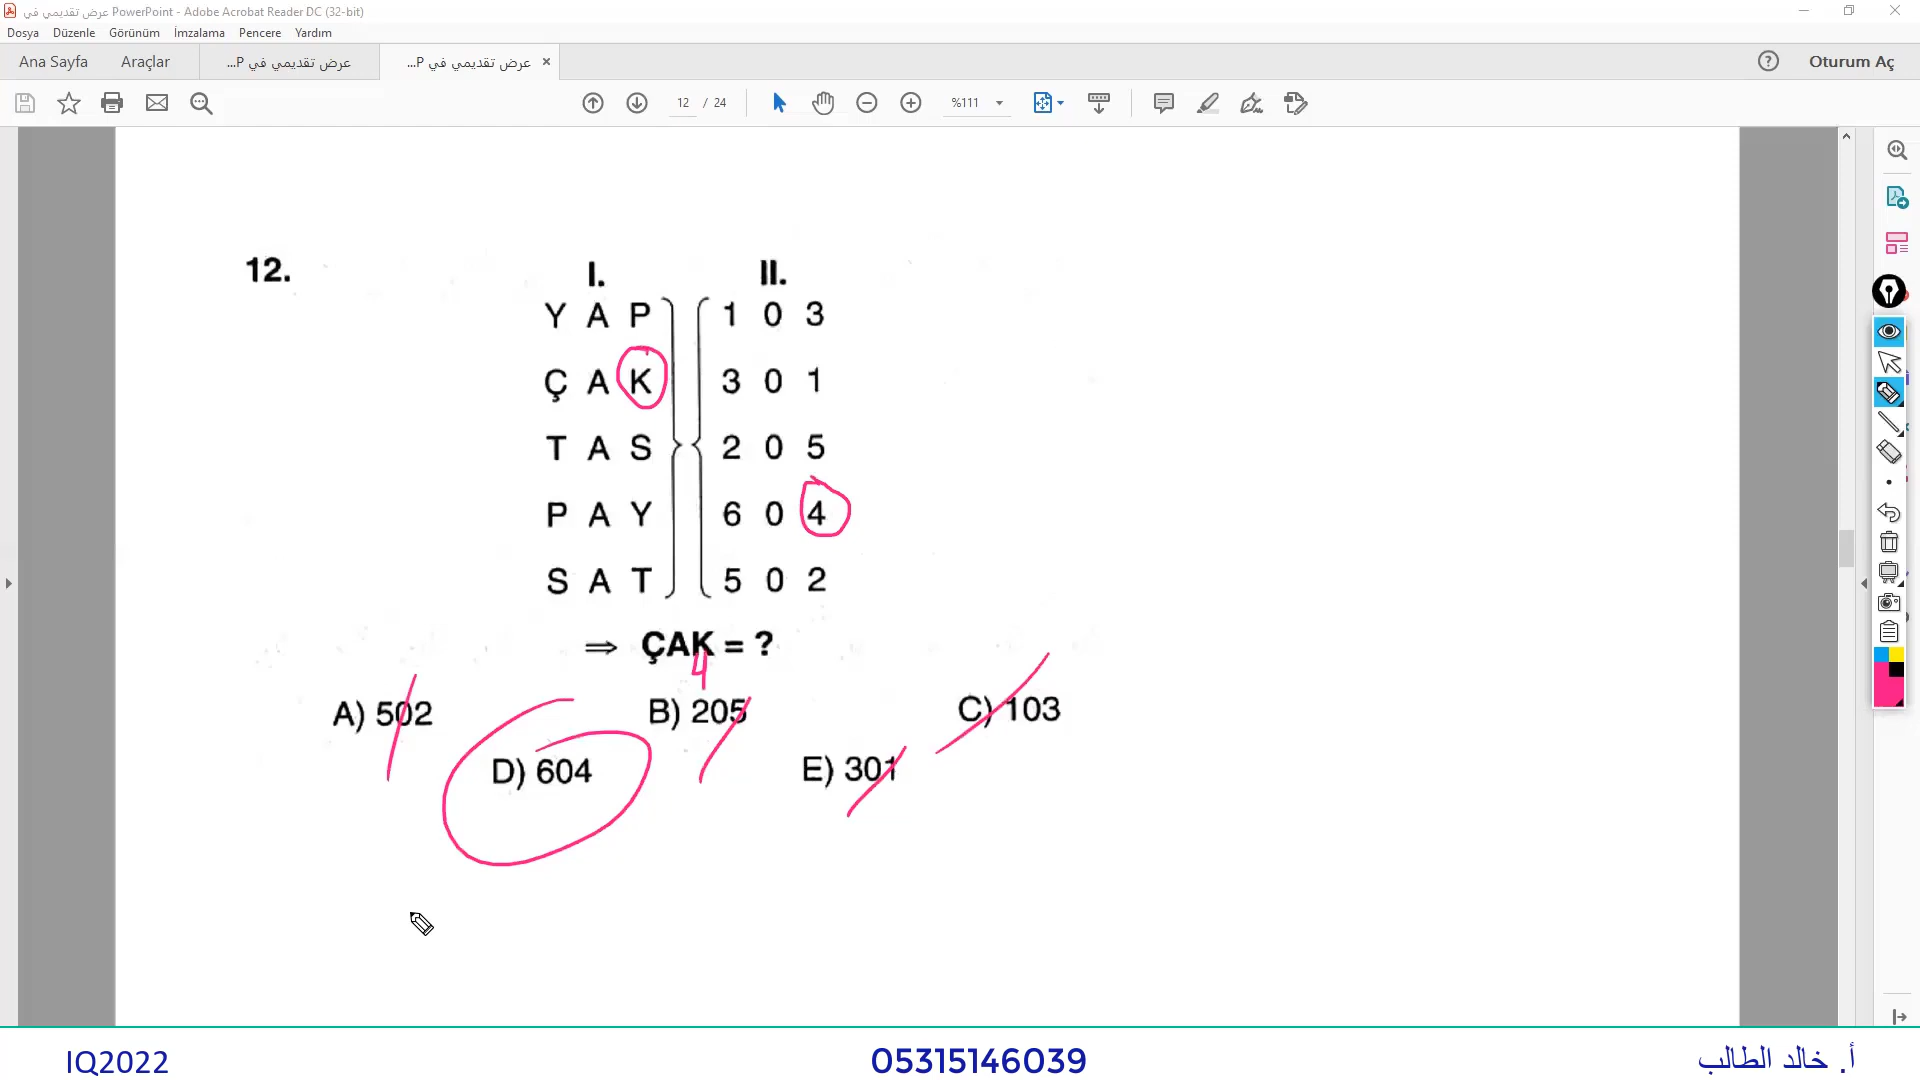 عرض تقديمي في PowerPoint - Adobe Acrobat Reader DC (32-bit)
Dosya Düzenle Görünüm İmzalama Pencere Yardım
Ana Sayfa Araçlar عرض تقديمي في P... عرض تقديمي في P... × ? Oturum Aç
12 / 24 %111
12. I. II.
Y A P 1 0 3
Ç A K 3 0 1
T A S 2 0 5
P A Y 6 0 4
S A T 5 0 2
⇒ ÇAK = ?
4
A) 502 B) 205 C) 103
D) 604 E) 301
IQ2022 05315146039 أ. خالد الطالب